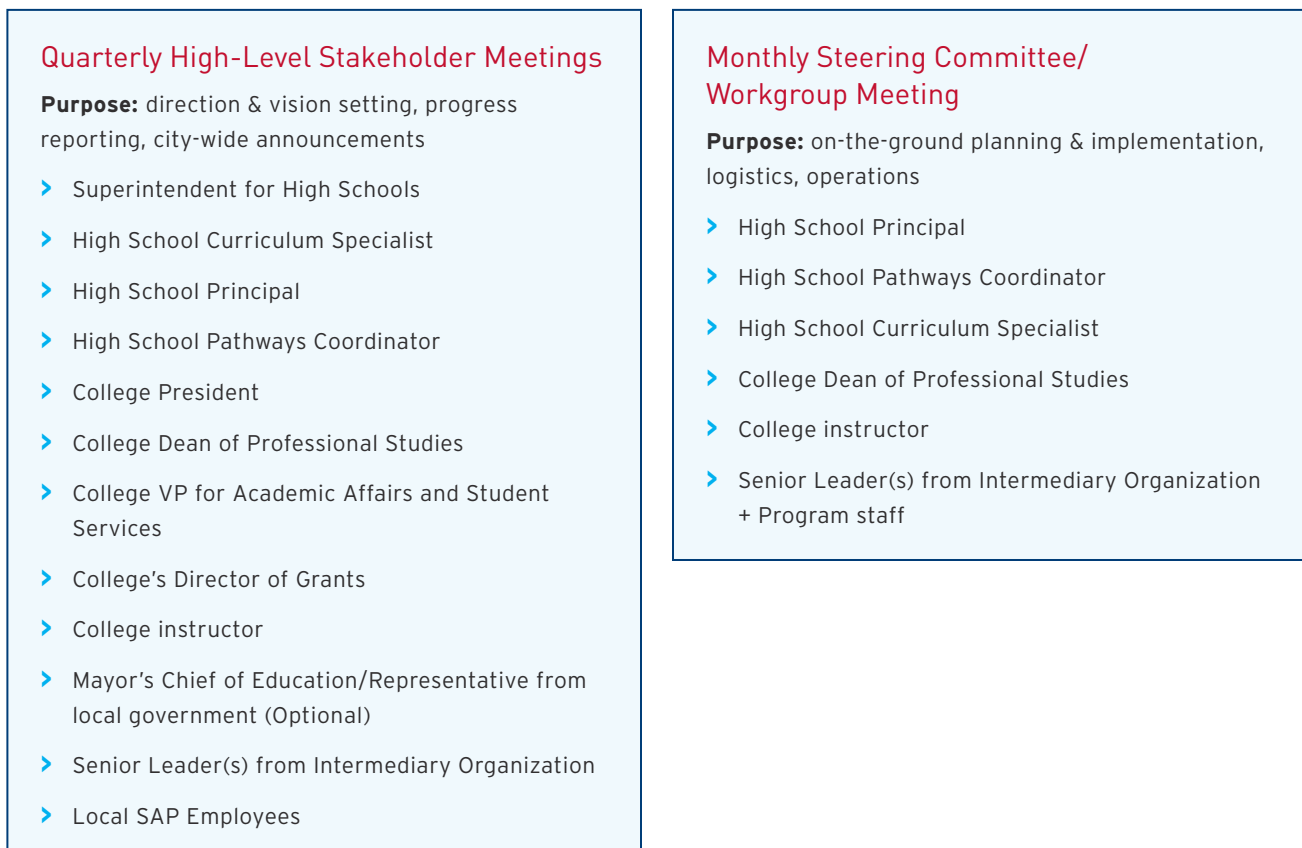 Quarterly High-Level Stakeholder Meetings
Purpose: direction & vision setting, progress
reporting, city-wide announcements
> Superintendent for High Schools
> High School Curriculum Specialist
> High School Principal
> High School Pathways Coordinator
> College President
> College Dean of Professional Studies
> College VP for Academic Affairs and Student
Services
> College’s Director of Grants
> College instructor
> Mayor’s Chief of Education/Representative from
local government (Optional)
> Senior Leader(s) from Intermediary Organization
> Local SAP Employees
Monthly Steering Committee/
Workgroup Meeting
Purpose: on-the-ground planning & implementation,
logistics, operations
> High School Principal
> High School Pathways Coordinator
> High School Curriculum Specialist
> College Dean of Professional Studies
> College instructor
> Senior Leader(s) from Intermediary Organization
+ Program staff